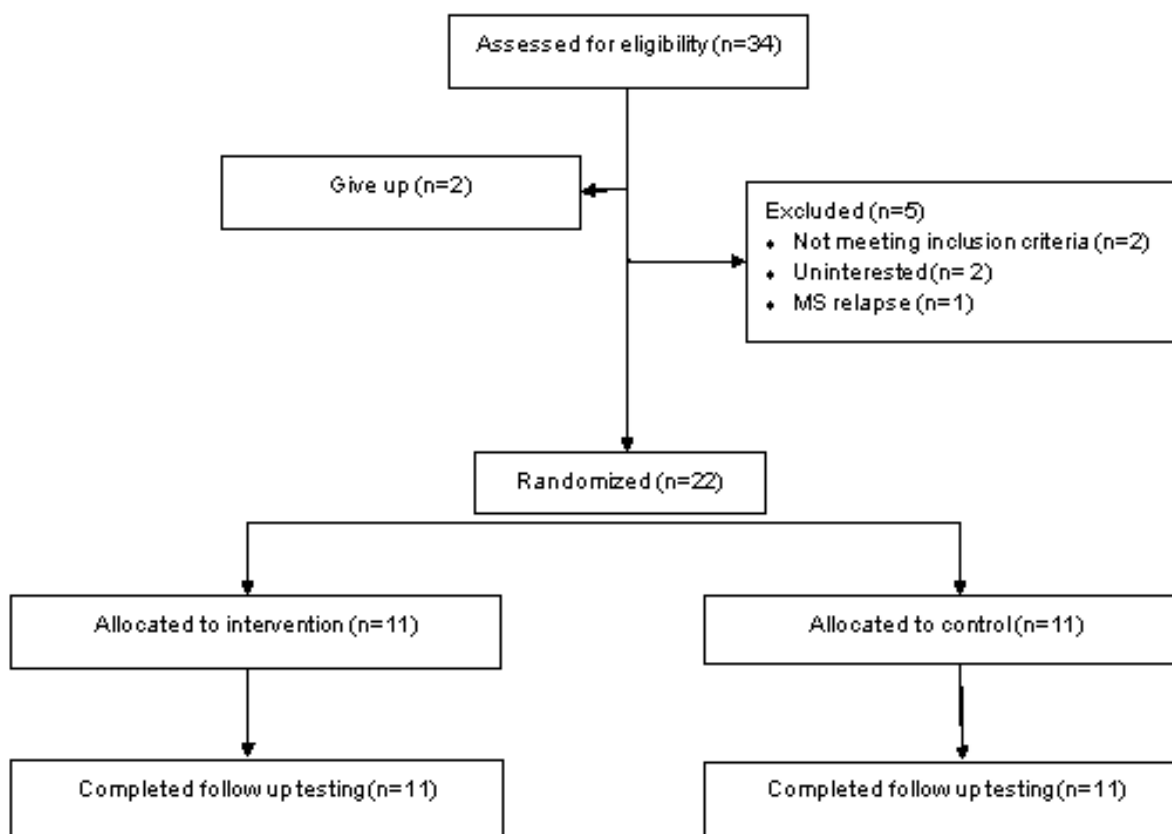 Assessed for eligibility (n=34)
Give up (n=2)
Excluded (n=5)
• Not meeting inclusion criteria (n=2)
• Uninterested (n= 2)
• MS relapse (n=1)
Randomized (n=22)
Allocated to intervention (n=11)
Allocated to control (n=11)
Completed follow up testing (n=11)
Completed follow up testing (n=11)